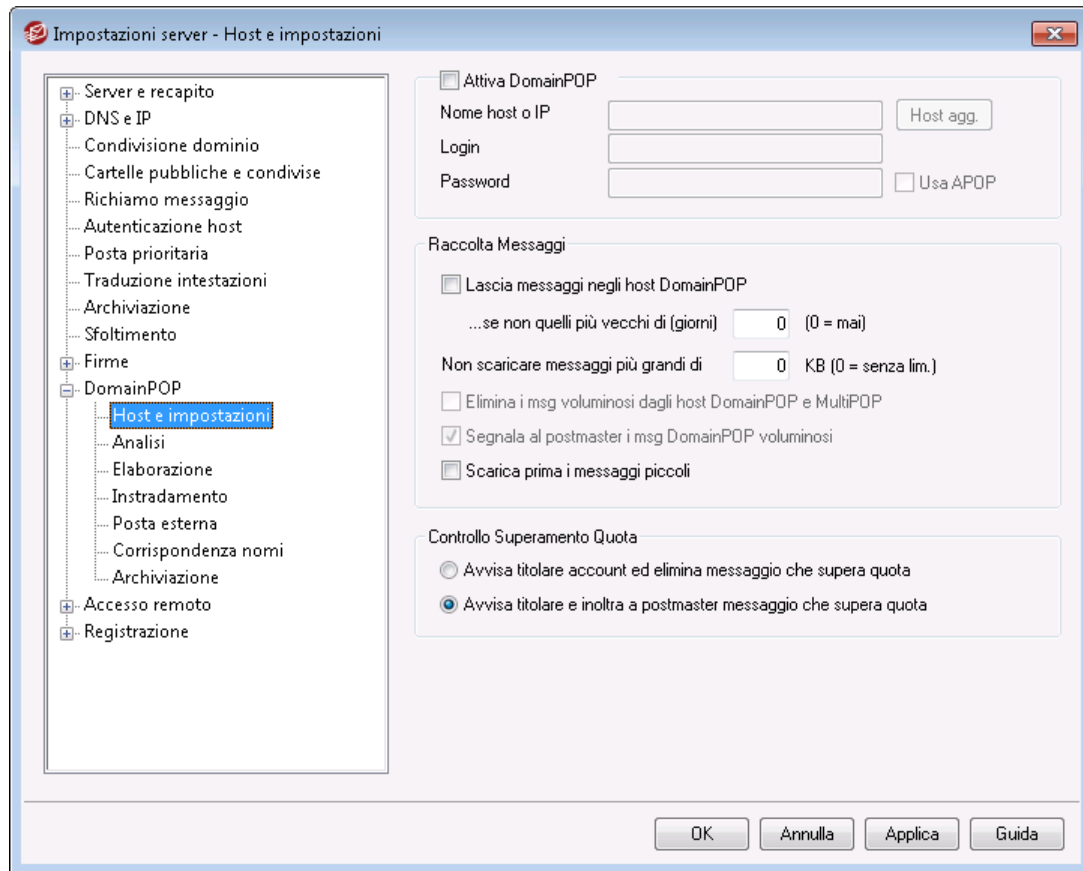 Impostazioni server - Host e impostazioni
Server e recapito
DNS e IP
Condivisione dominio
Cartelle pubbliche e condivise
Richiamo messaggio
Autenticazione host
Posta prioritaria
Traduzione intestazioni
Archiviazione
Sfoltimento
Firme
DomainPOP
Host e impostazioni
Analisi
Elaborazione
Instradamento
Posta esterna
Corrispondenza nomi
Archiviazione
Accesso remoto
Registrazione
Attiva DomainPOP
Nome host o IP
Host agg.
Login
Password
Usa APOP
Raccolta Messaggi
Lascia messaggi negli host DomainPOP
...se non quelli più vecchi di (giorni) 0 (0 = mai)
Non scaricare messaggi più grandi di 0 KB (0 = senza lim.)
Elimina i msg voluminosi dagli host DomainPOP e MultiPOP
Segnala al postmaster i msg DomainPOP voluminosi
Scarica prima i messaggi piccoli
Controllo Superamento Quota
Avvisa titolare account ed elimina messaggio che supera quota
Avvisa titolare e inoltra a postmaster messaggio che supera quota
OK Annulla Applica Guida